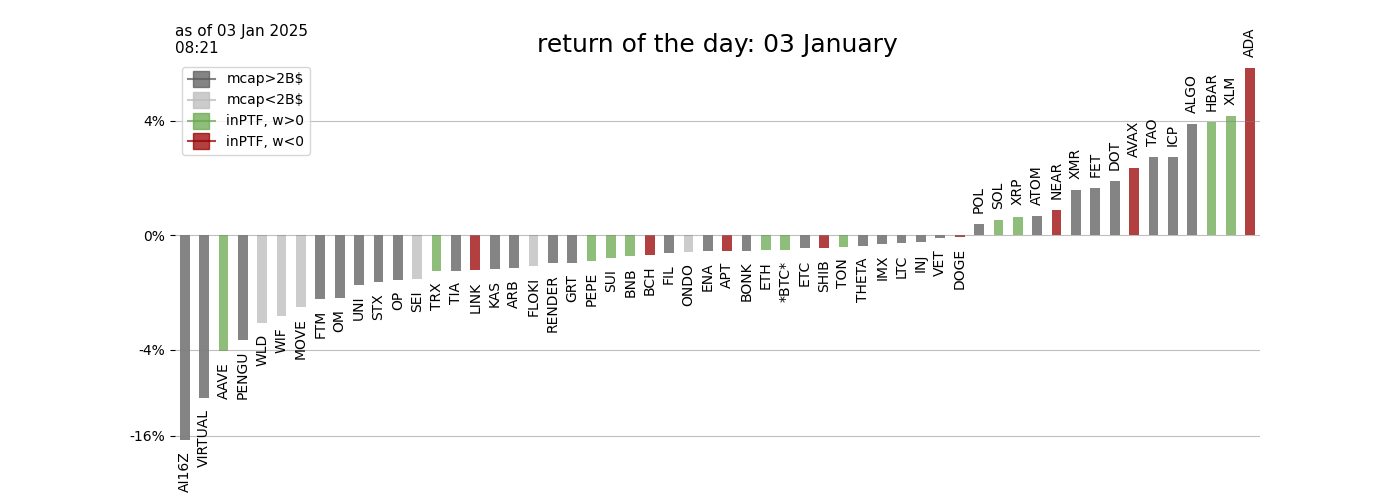 as of 03 Jan 2025
08:21
return of the day: 03 January
mcap>2B$
mcap<2B$
inPTF, w>0
inPTF, w<0
4%
0%
-4%
-16%
AI16Z
VIRTUAL
AAVE
PENGU
WLD
WIF
MOVE
FTM
OM
UNI
STX
OP
SEI
TRX
TIA
LINK
KAS
ARB
FLOKI
RENDER
GRT
PEPE
SUI
BNB
BCH
FIL
ONDO
ENA
APT
BONK
ETH
*BTC*
ETC
SHIB
TON
THETA
IMX
LTC
INJ
VET
DOGE
POL
SOL
XRP
ATOM
NEAR
XMR
FET
DOT
AVAX
TAO
ICP
ALGO
HBAR
XLM
ADA